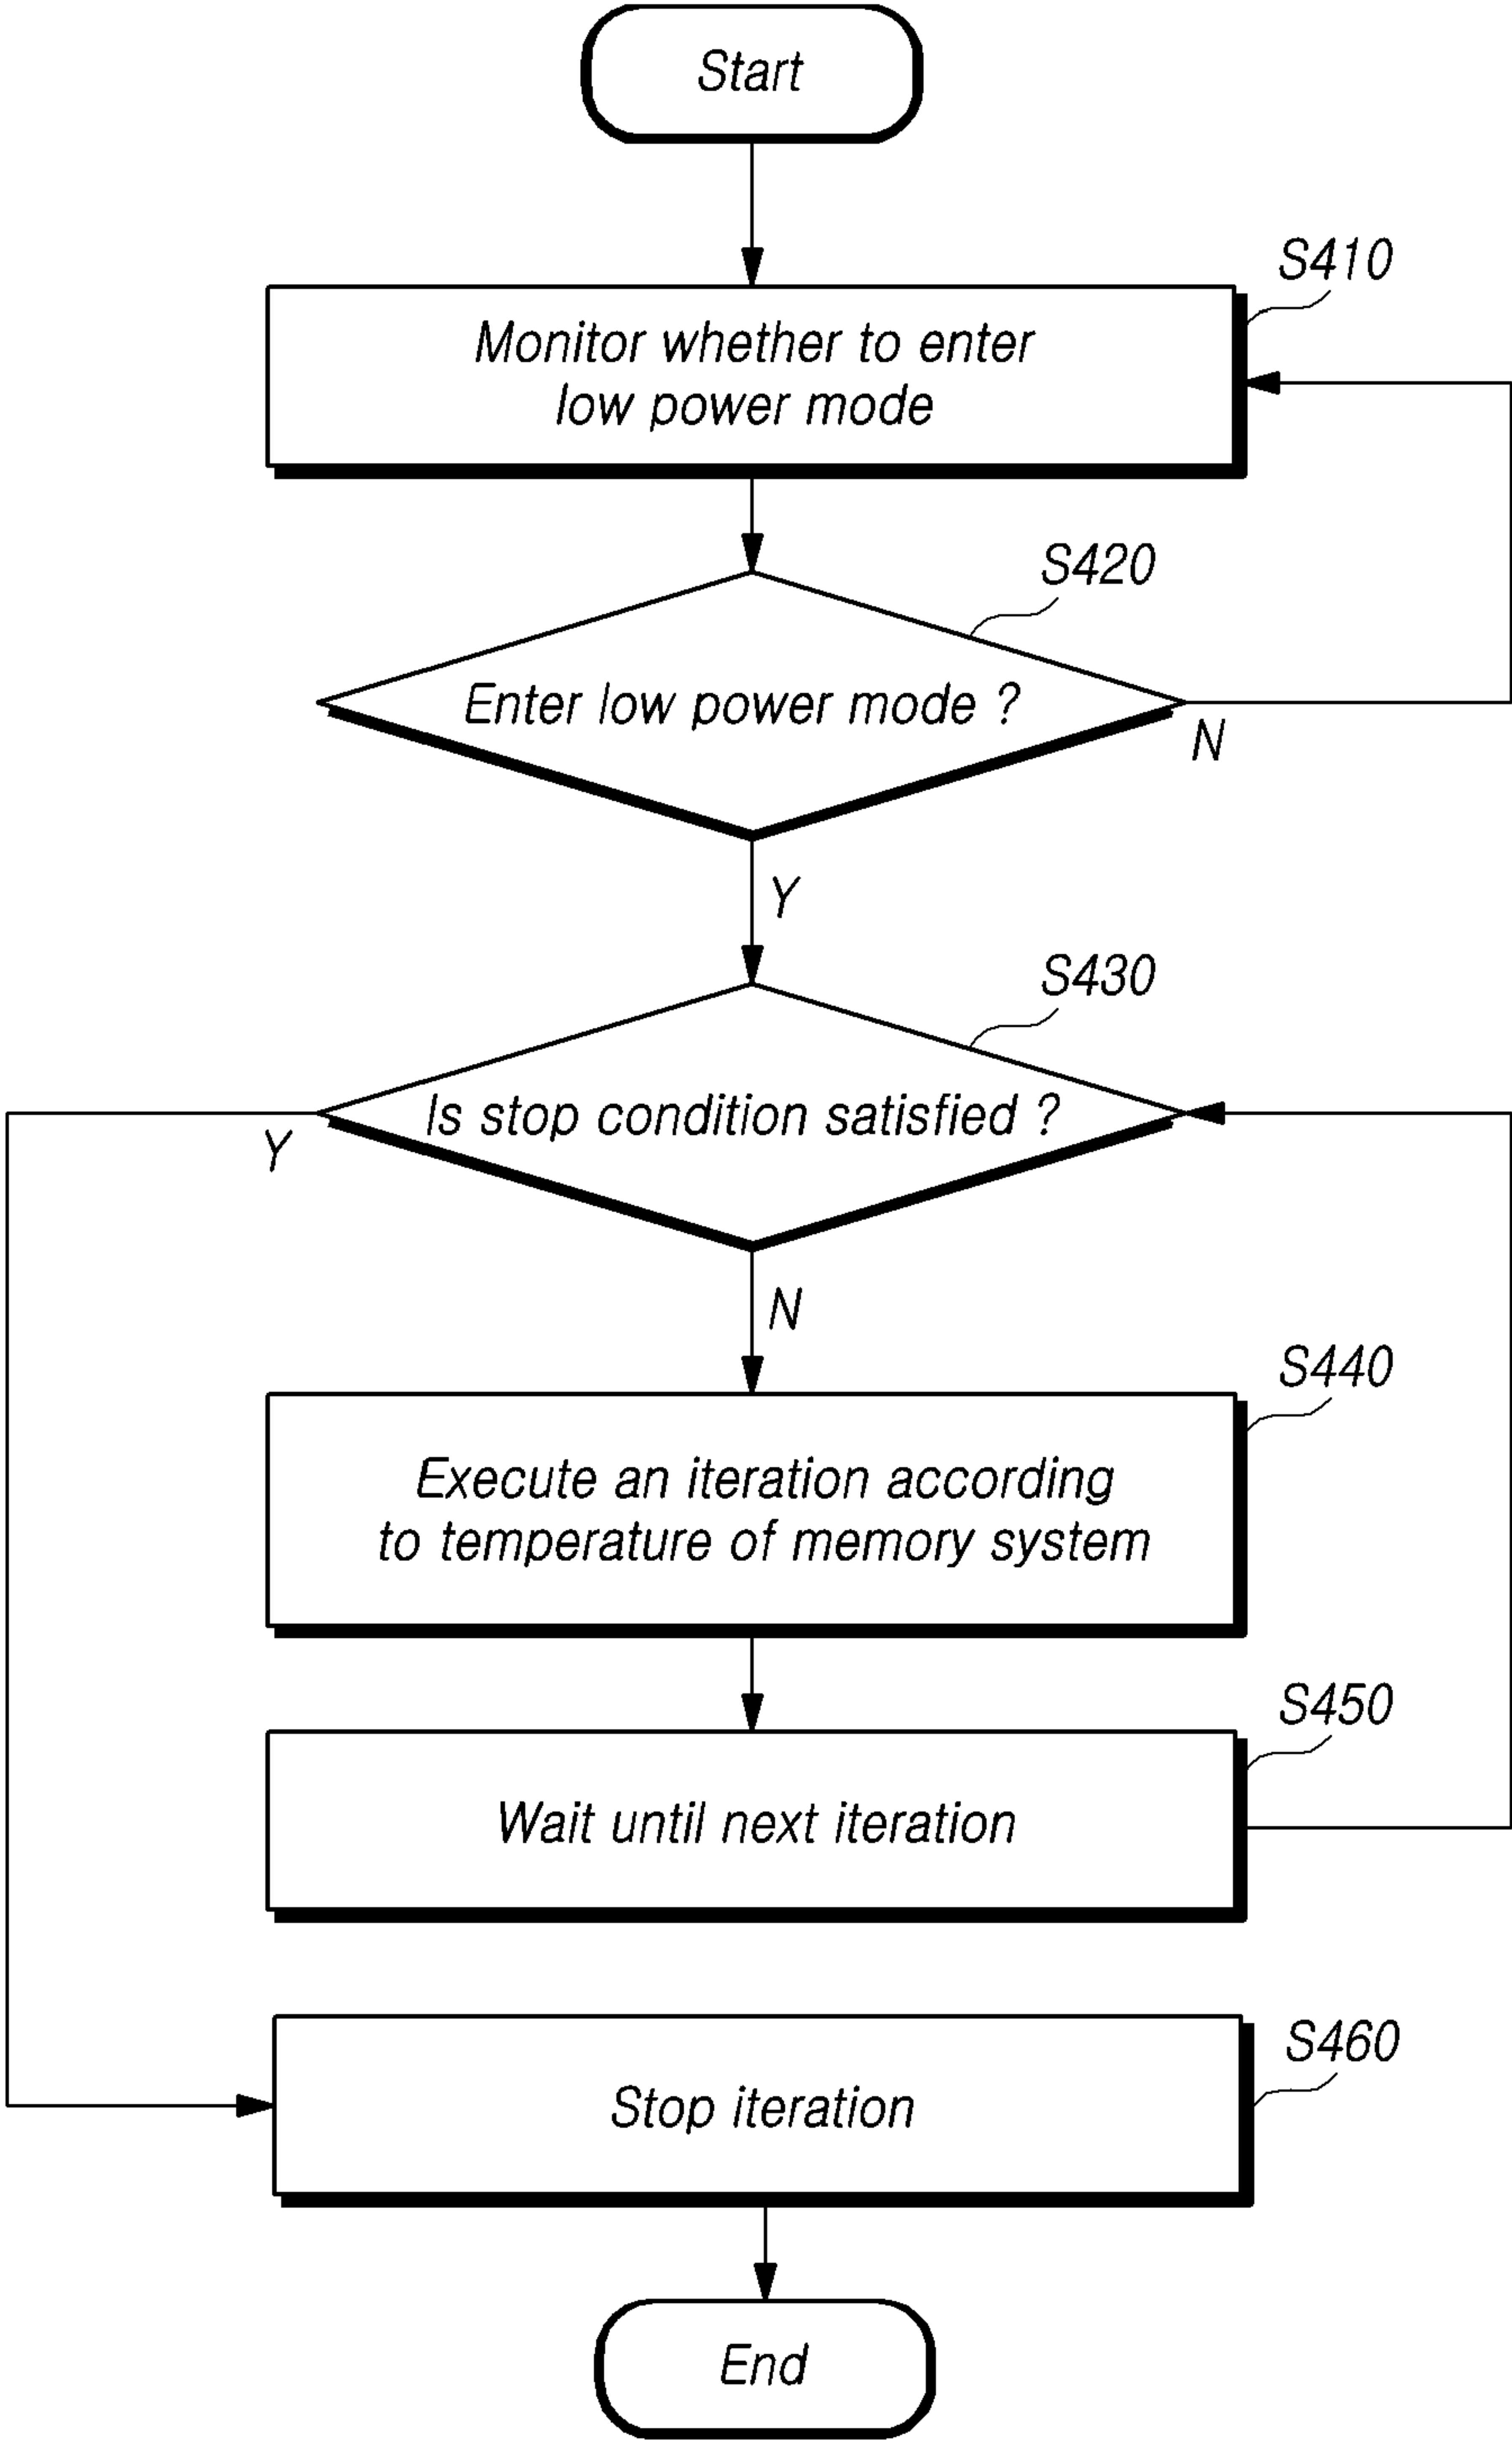 Start
S410
Monitor whether to enter
low power mode
S420
Enter low power mode ?
N
Y
S430
Is stop condition satisfied ?
Y
N
S440
Execute an iteration according
to temperature of memory system
S450
Wait until next iteration
S460
Stop iteration
End